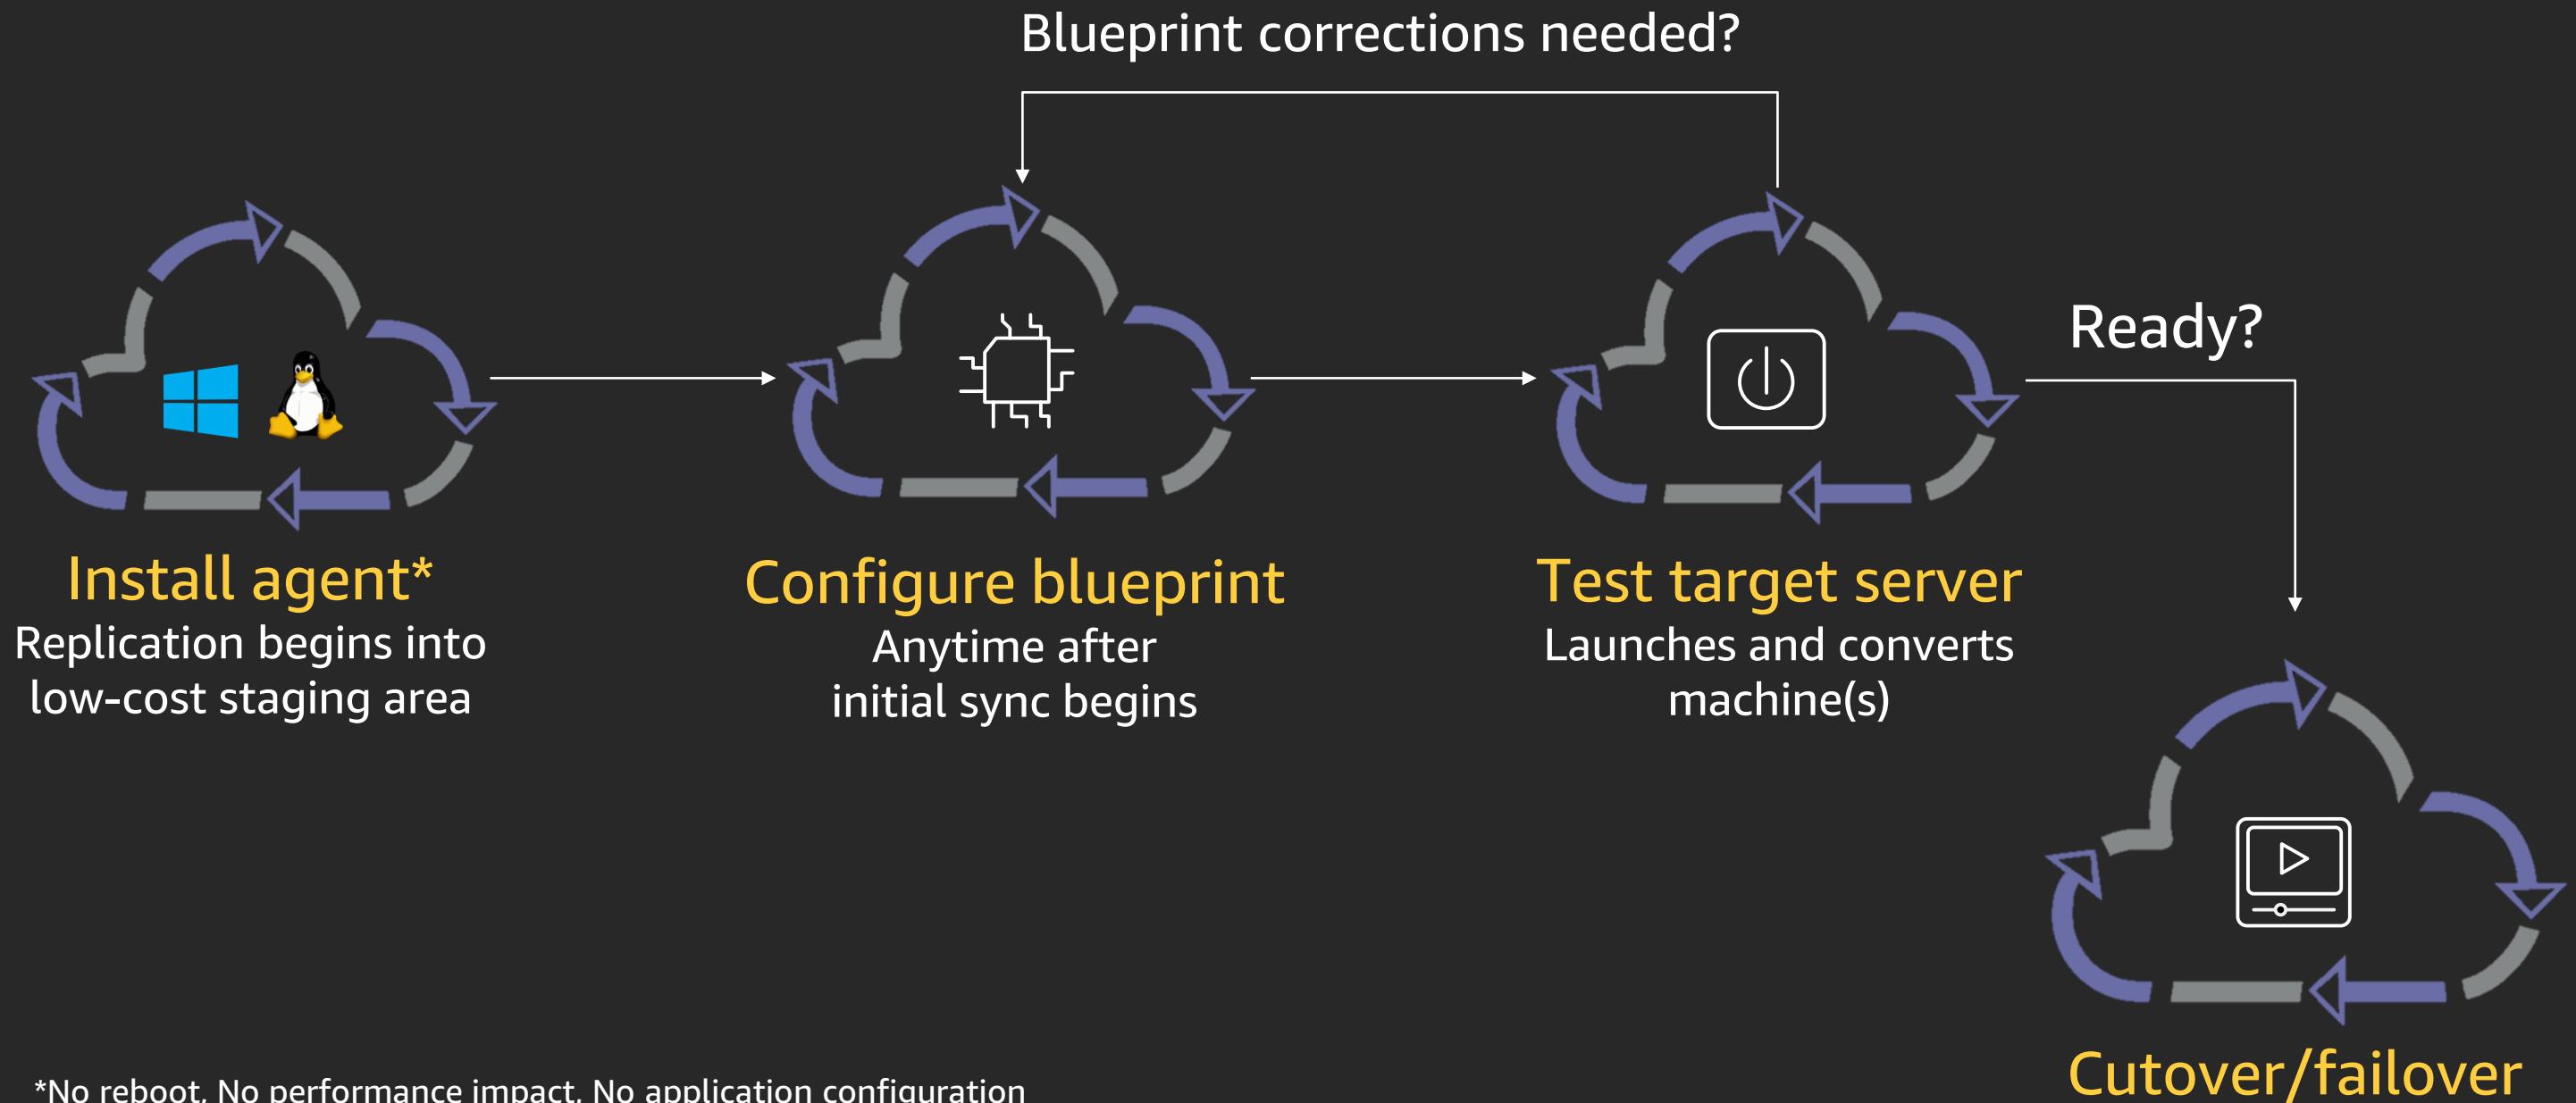 Blueprint corrections needed?
Ready?
Install agent*
Replication begins into
low-cost staging area
Configure blueprint
Anytime after
initial sync begins
Test target server
Launches and converts
machine(s)
Cutover/failover
*No reboot, No performance impact, No application configuration